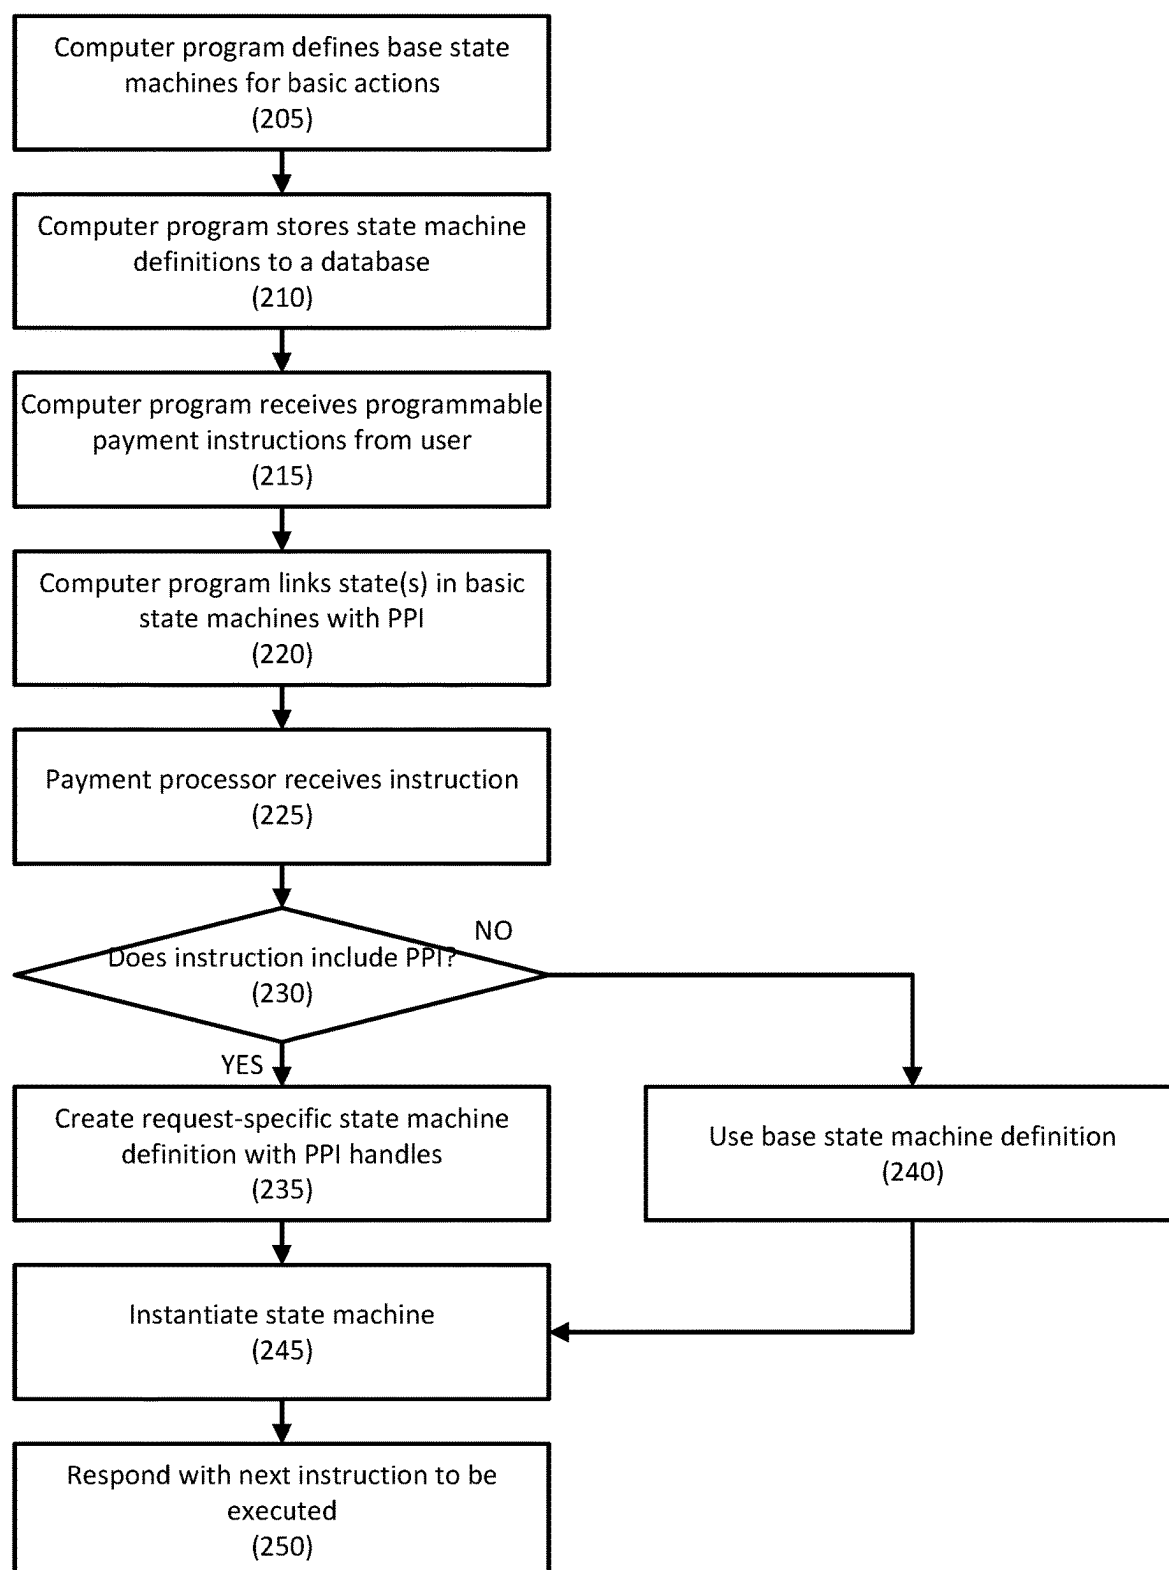 Computer program defines base state
machines for basic actions
(205)
Computer program stores state machine
definitions to a database
(210)
Computer program receives programmable
payment instructions from user
(215)
Computer program links state(s) in basic
state machines with PPI
(220)
Payment processor receives instruction
(225)
NO
Does instruction include PPI?
(230)
YES
Create request-specific state machine
definition with PPI handles
(235)
Use base state machine definition
(240)
Instantiate state machine
(245)
Respond with next instruction to be
executed
(250)